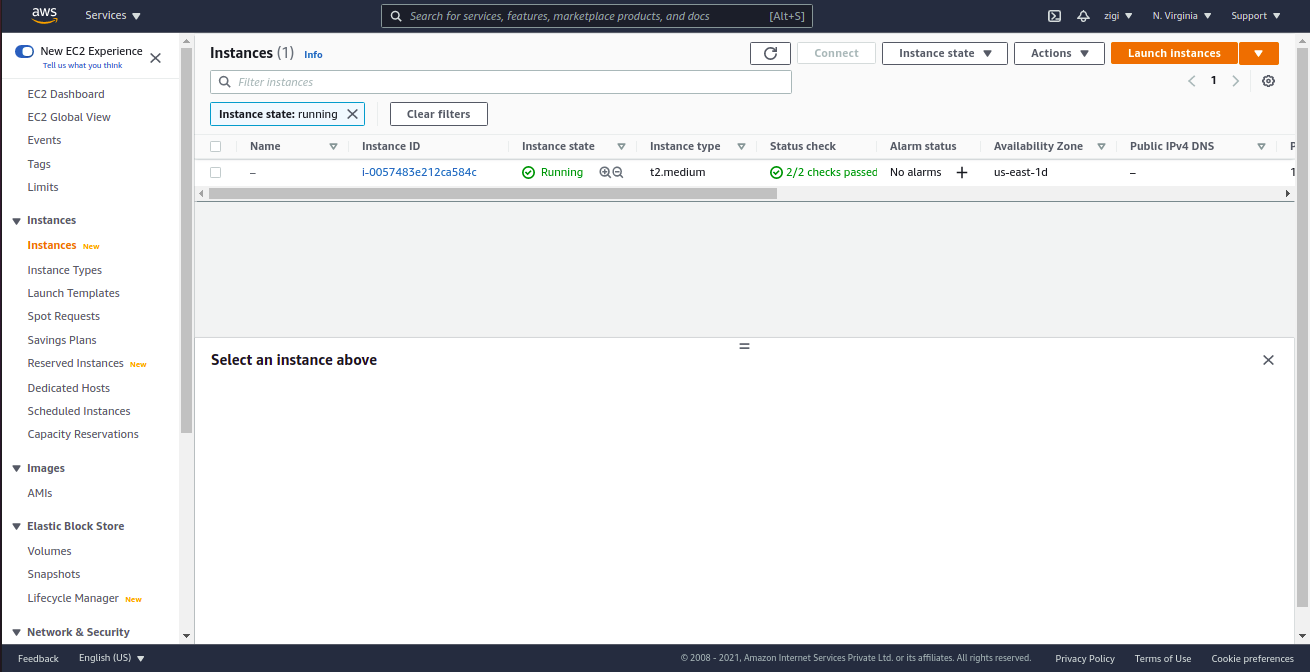 aws Services Search for services, features, marketplace products, and docs [Alt+S] zigi N. Virginia Support
New EC2 Experience
Tell us what you think
EC2 Dashboard
EC2 Global View
Events
Tags
Limits
Instances
Instances New
Instance Types
Launch Templates
Spot Requests
Savings Plans
Reserved Instances New
Dedicated Hosts
Scheduled Instances
Capacity Reservations
Images
AMIs
Elastic Block Store
Volumes
Snapshots
Lifecycle Manager New
Network & Security
Instances (1) Info Connect Instance state Actions Launch instances
Filter instances 1
Instance state: running Clear filters
Name Instance ID Instance state Instance type Status check Alarm status Availability Zone Public IPv4 DNS P
– i-0057483e212ca584c Running t2.medium 2/2 checks passed No alarms + us-east-1d – 1
Select an instance above
Feedback English (US) © 2008 - 2021, Amazon Internet Services Private Ltd. or its affiliates. All rights reserved. Privacy Policy Terms of Use Cookie preferences